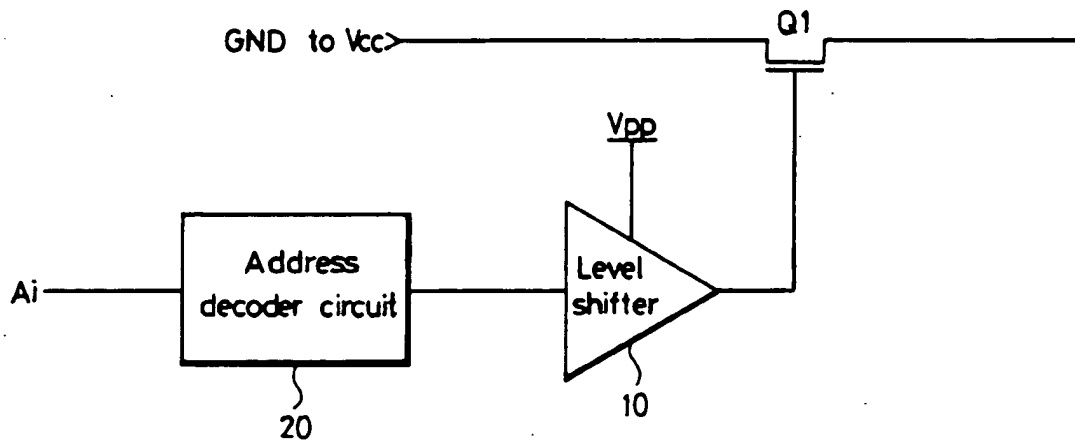 Q1
GND to Vcc
Vpp
Address
decoder circuit
Level
shifter
Ai
10
20